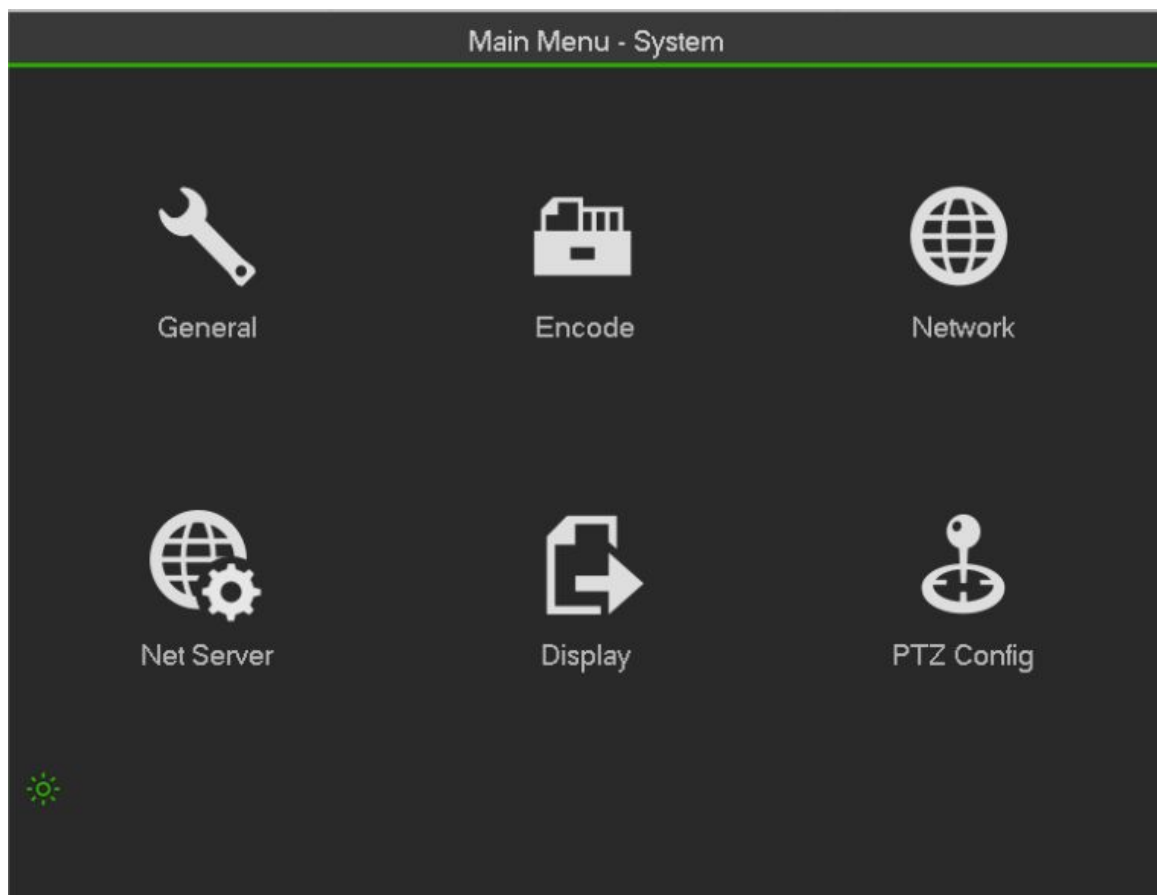 Main Menu - System
General
Encode
Network
Net Server
Display
PTZ Config